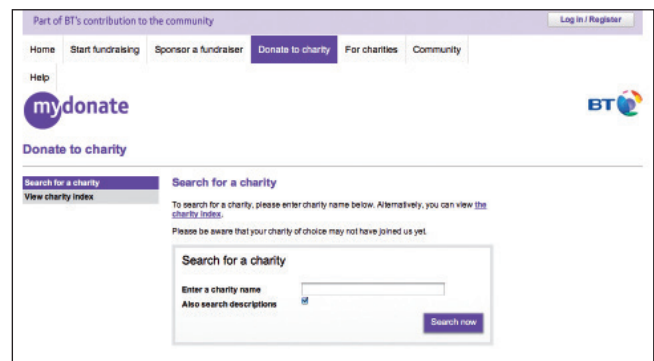 Part of BT's contribution to the community
Log in / Register
Home Start fundraising Sponsor a fundraiser Donate to charity For charities Community
Help
mydonate
BT
Donate to charity
Search for a charity
View charity index
Search for a charity
To search for a charity, please enter charity name below. Alternatively, you can view the
charity index.
Please be aware that your charity of choice may not have joined us yet.
Search for a charity
Enter a charity name
Also search descriptions
Search now